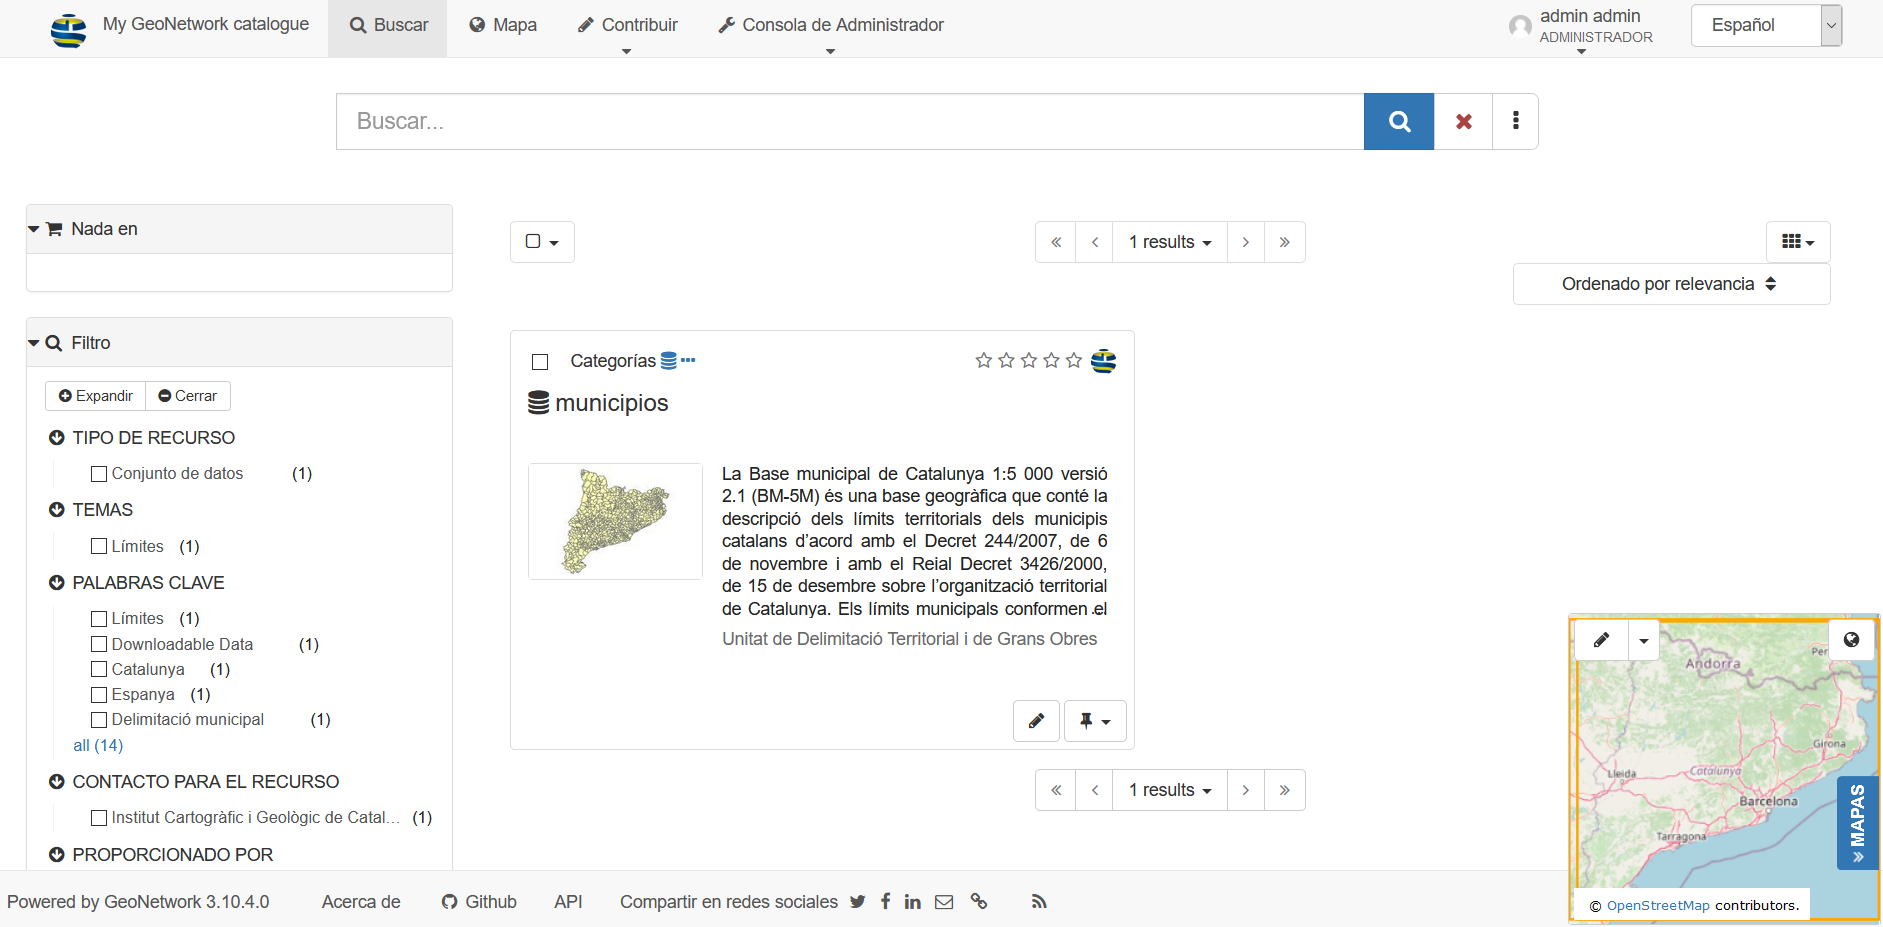 My GeoNetwork catalogue
Buscar
Mapa
Contribuir
Consola de Administrador
admin admin
ADMINISTRADOR
Español
Buscar...
Nada en
1 results
Ordenado por relevancia
Filtro
Expandir
Cerrar
TIPO DE RECURSO
Conjunto de datos (1)
TEMAS
Límites (1)
PALABRAS CLAVE
Límites (1)
Downloadable Data (1)
Catalunya (1)
Espanya (1)
Delimitació municipal (1)
all (14)
CONTACTO PARA EL RECURSO
Institut Cartogràfic i Geològic de Catal... (1)
PROPORCIONADO POR
Categorías
municipios
La Base municipal de Catalunya 1:5 000 versió
2.1 (BM-5M) és una base geogràfica que conté la
descripció dels límits territorials dels municipis
catalans d’acord amb el Decret 244/2007, de 6
de novembre i amb el Reial Decret 3426/2000,
de 15 de desembre sobre l’organització territorial
de Catalunya. Els límits municipals conformen el
Unitat de Delimitació Territorial i de Grans Obres
1 results
Andorra
Per
Girona
Lleida
Catalunya
Barcelona
Tarragona
MAPAS
© OpenStreetMap contributors.
Powered by GeoNetwork 3.10.4.0
Acerca de
Github
API
Compartir en redes sociales